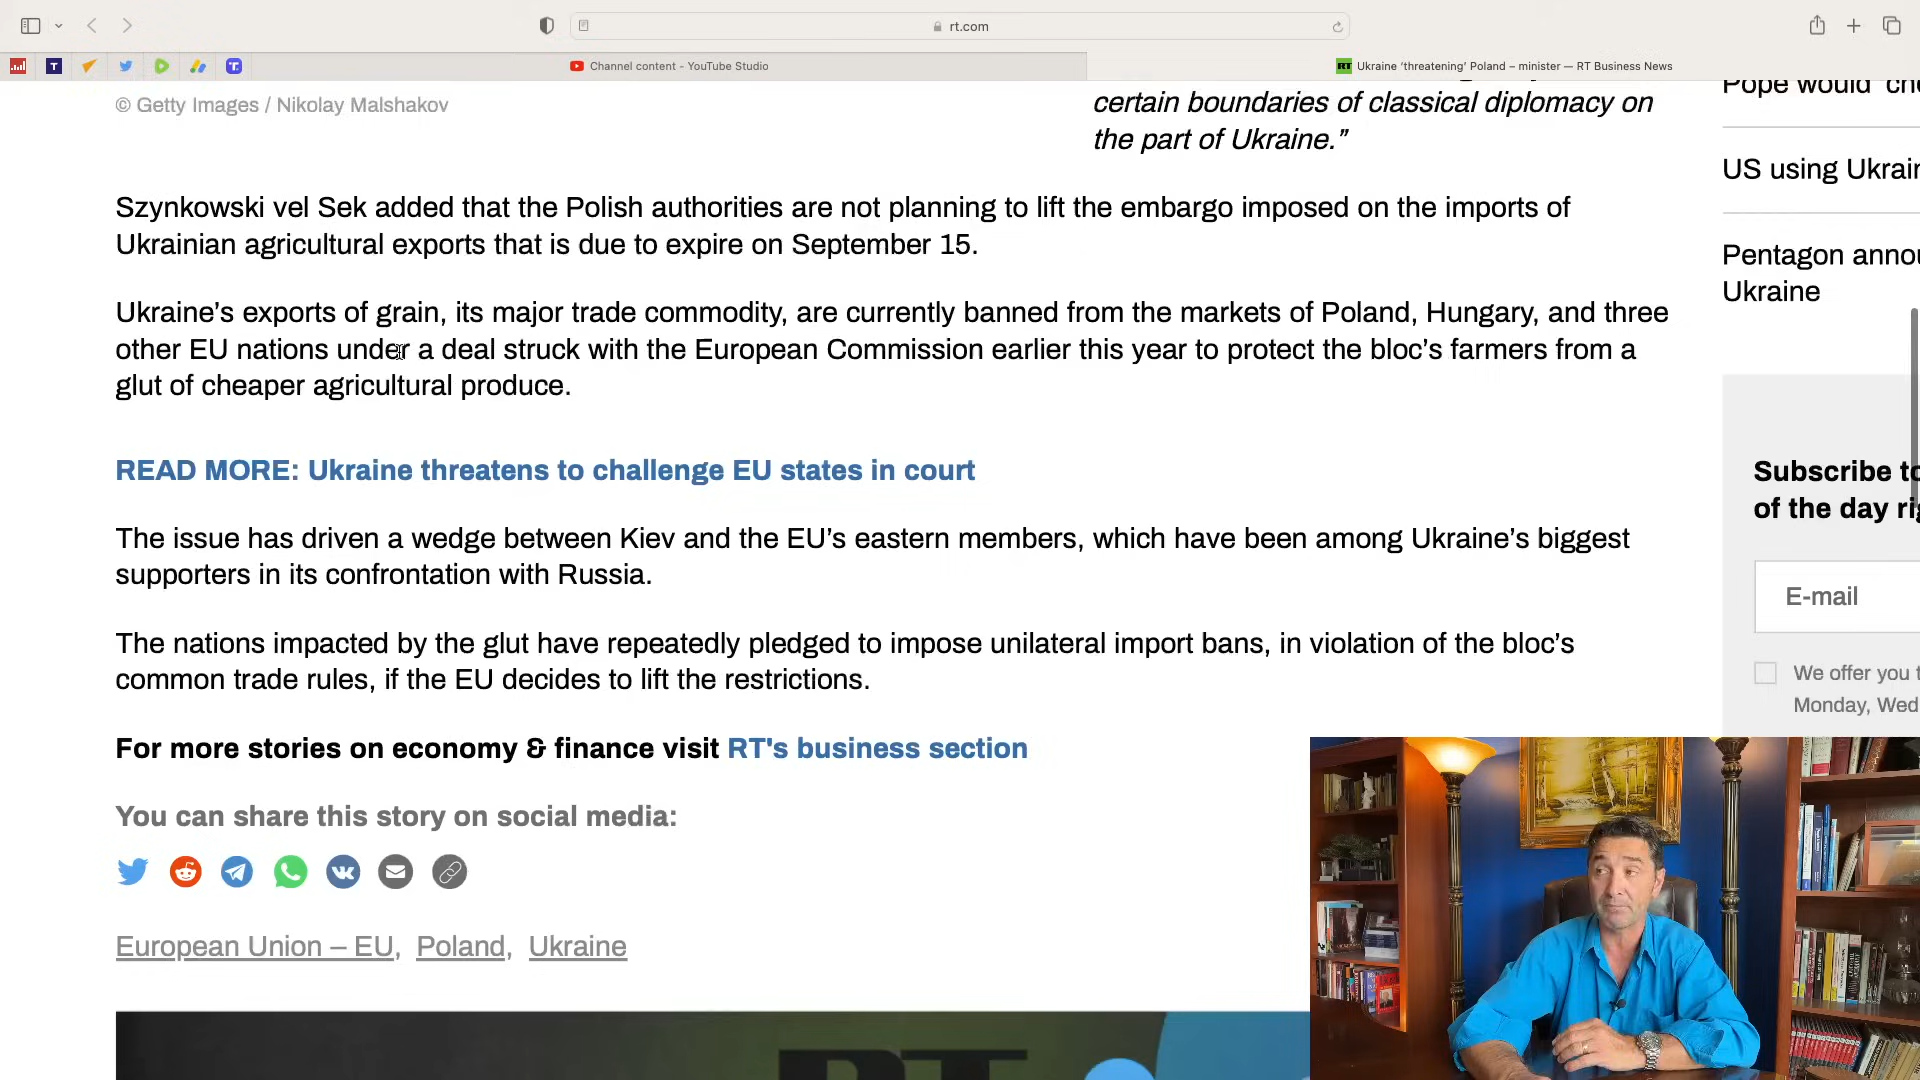 rt.com
Channel content - YouTube Studio
RT Ukraine ‘threatening’ Poland – minister — RT Business News
© Getty Images / Nikolay Malshakov
certain boundaries of classical diplomacy on
the part of Ukraine.”
Szynkowski vel Sek added that the Polish authorities are not planning to lift the embargo imposed on the imports of
Ukrainian agricultural exports that is due to expire on September 15.
Ukraine’s exports of grain, its major trade commodity, are currently banned from the markets of Poland, Hungary, and three
other EU nations under a deal struck with the European Commission earlier this year to protect the bloc’s farmers from a
glut of cheaper agricultural produce.
READ MORE: Ukraine threatens to challenge EU states in court
The issue has driven a wedge between Kiev and the EU’s eastern members, which have been among Ukraine’s biggest
supporters in its confrontation with Russia.
The nations impacted by the glut have repeatedly pledged to impose unilateral import bans, in violation of the bloc’s
common trade rules, if the EU decides to lift the restrictions.
For more stories on economy & finance visit RT's business section
You can share this story on social media:
European Union – EU, Poland, Ukraine
RT
Pope would
US using
Pentagon
Ukraine
Subscribe
of the day
E-mail
We offer you
Monday, Wed